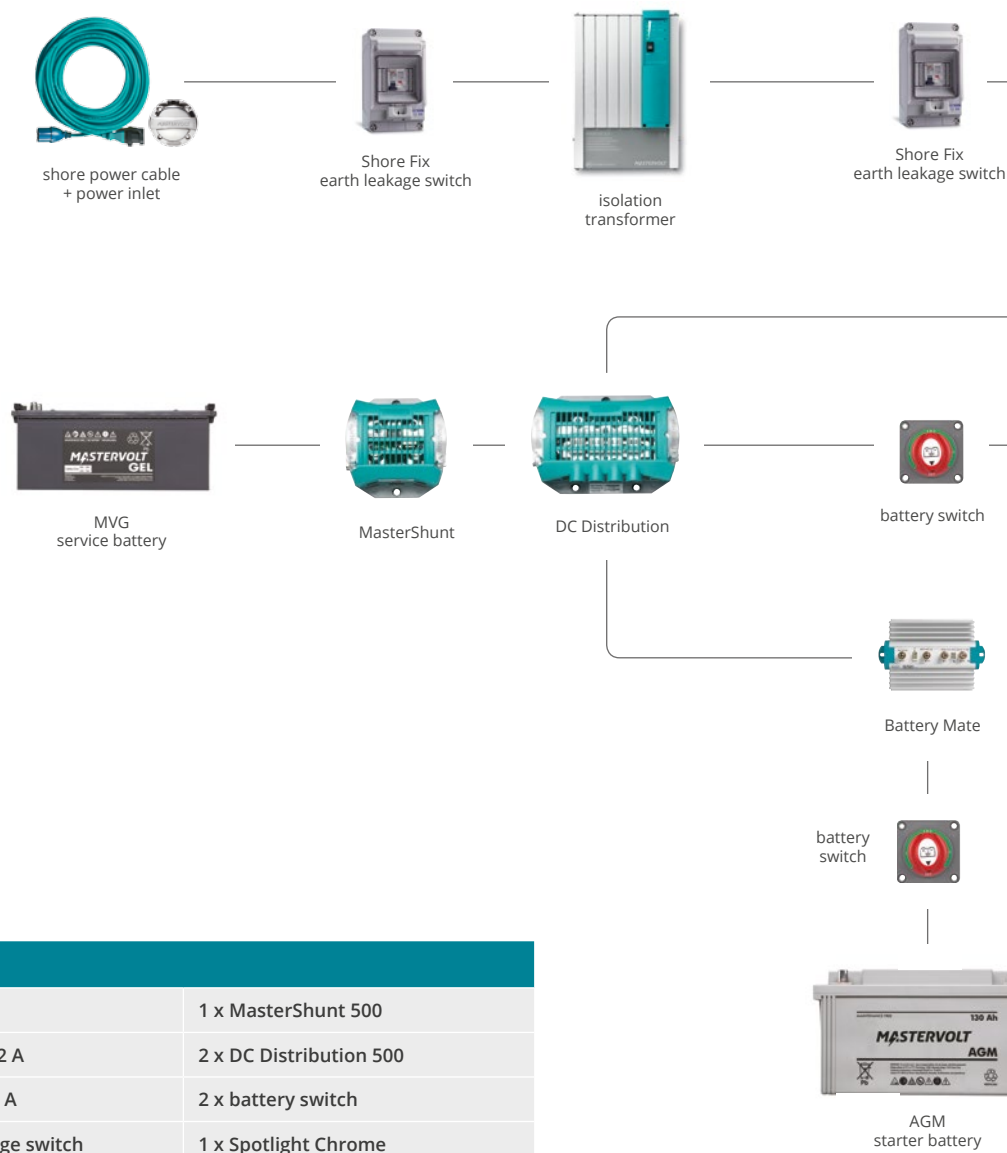 shore power cable
+ power inlet
Shore Fix
earth leakage switch
isolation
transformer
Shore Fix
earth leakage switch
MASTERVOLT
GEL
MVG
service battery
MasterShunt
DC Distribution
battery switch
Battery Mate
battery
switch
130 Ah
MASTERVOLT
AGM
Pb
AGM
starter battery
1 x MasterShunt 500
2 A
2 x DC Distribution 500
A
2 x battery switch
ge switch
1 x Spotlight Chrome